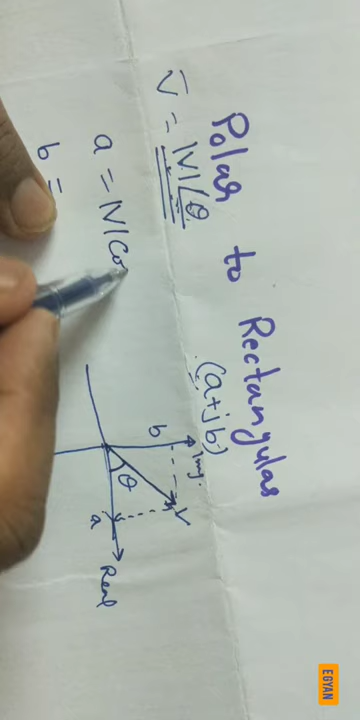 Polar to Rectangular
(a+jb)
V̄ = |V|∠θ
a = |V|Co
b =
Img.
b
V
θ
a
Real
EGYAN